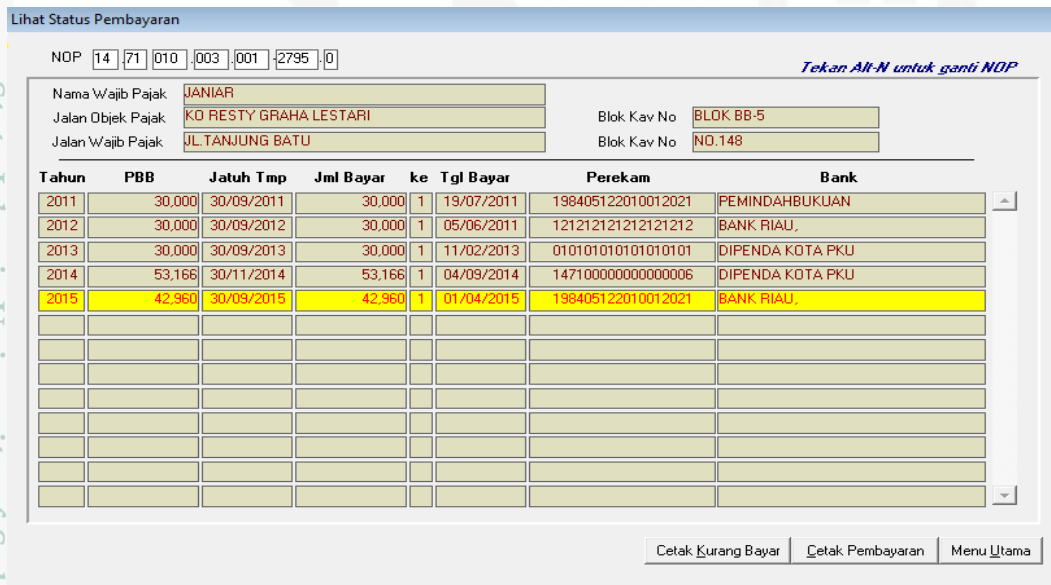 Lihat Status Pembayaran
NOP 14 .71 010 .003 .001 -2795 .0
Tekan Alt-N untuk ganti NOP
Nama Wajib Pajak JANIAR
Jalan Objek Pajak KO RESTY GRAHA LESTARI Blok Kav No BLOK BB-5
Jalan Wajib Pajak JL.TANJUNG BATU Blok Kav No NO.148
Tahun PBB Jatuh Tmp Jml Bayar ke Tgl Bayar Perekam Bank
2011 30,000 30/09/2011 30,000 1 19/07/2011 198405122010012021 PEMINDAHBUKUAN
2012 30,000 30/09/2012 30,000 1 05/06/2011 121212121212121212 BANK RIAU,
2013 30,000 30/09/2013 30,000 1 11/02/2013 010101010101010101 DIPENDA KOTA PKU
2014 53,166 30/11/2014 53,166 1 04/09/2014 147100000000000006 DIPENDA KOTA PKU
2015 42,960 30/09/2015 42,960 1 01/04/2015 198405122010012021 BANK RIAU,
Cetak Kurang Bayar Cetak Pembayaran Menu Utama